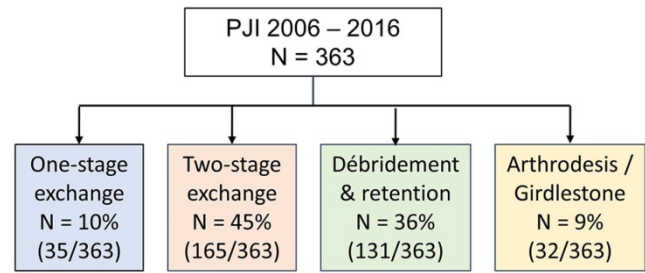 PJI 2006 – 2016
N = 363
One-stage
exchange
N = 10%
(35/363)
Two-stage
exchange
N = 45%
(165/363)
Débridement
& retention
N = 36%
(131/363)
Arthrodesis /
Girdlestone
N = 9%
(32/363)